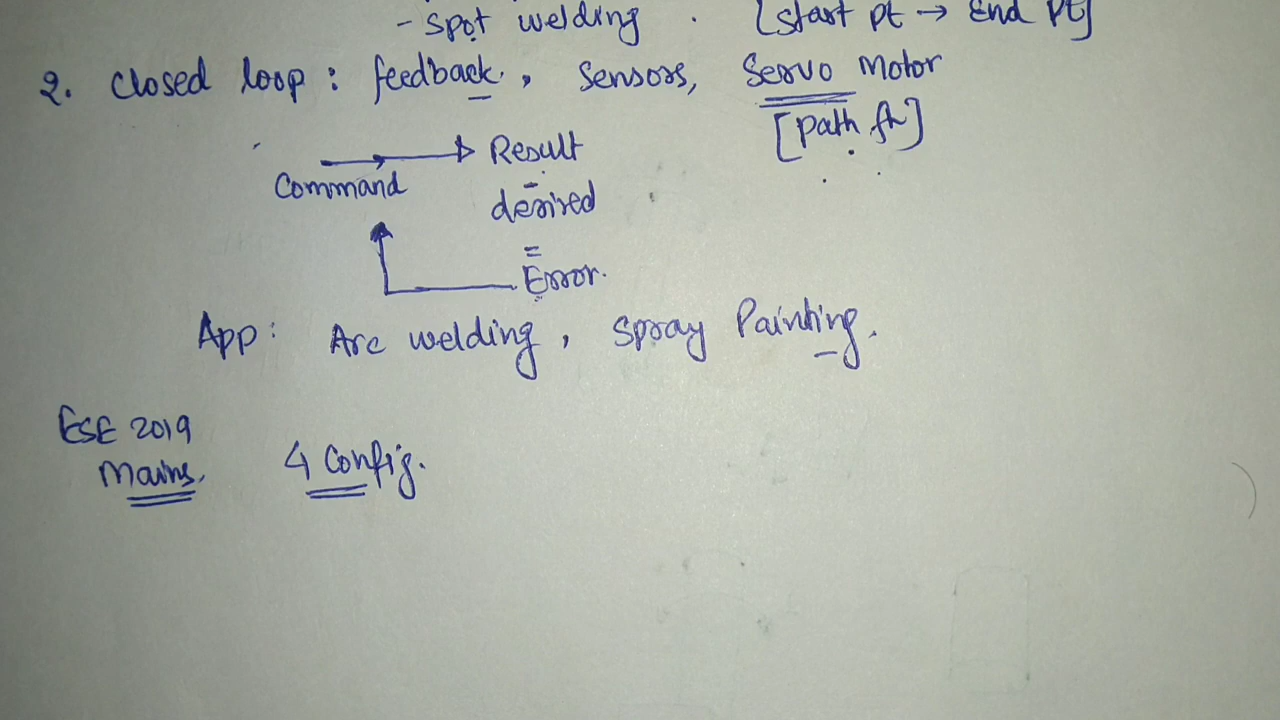 - Spot welding . [Start pt → End pt]
2. Closed loop : feedback, Sensors, Servo Motor
[Path fn]
→ Result
Command
- desired
= Error.
App : Arc welding, Spray Painting.
ESE 2019
Mains. 4 Config.